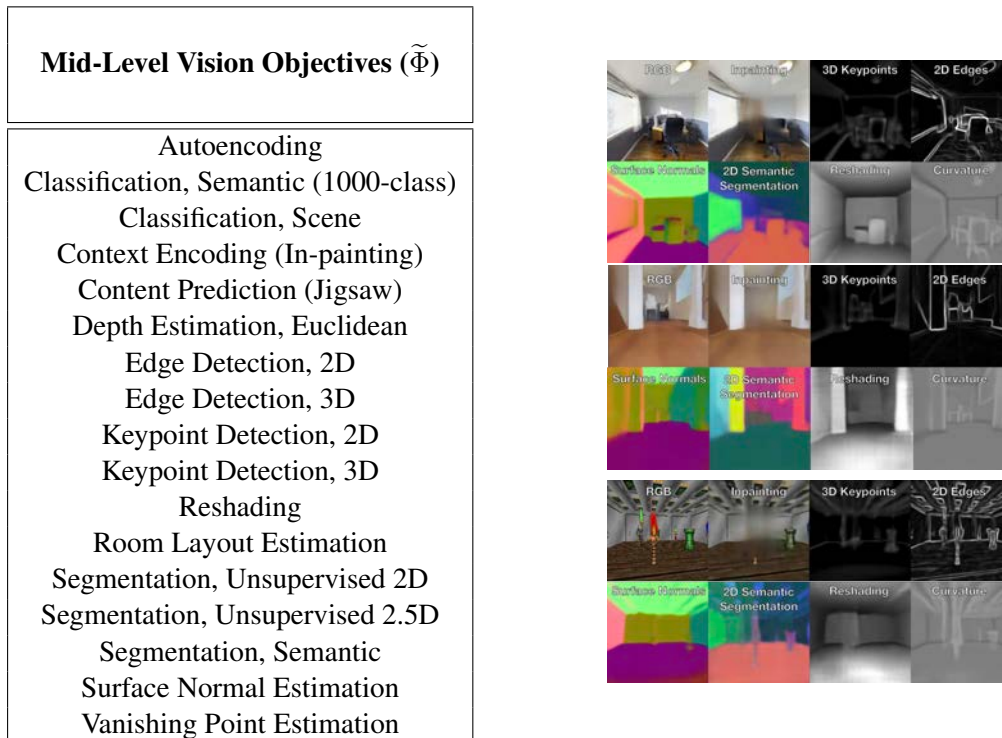 Mid-Level Vision Objectives (Φ̃)
Autoencoding
Classification, Semantic (1000-class)
Classification, Scene
Context Encoding (In-painting)
Content Prediction (Jigsaw)
Depth Estimation, Euclidean
Edge Detection, 2D
Edge Detection, 3D
Keypoint Detection, 2D
Keypoint Detection, 3D
Reshading
Room Layout Estimation
Segmentation, Unsupervised 2D
Segmentation, Unsupervised 2.5D
Segmentation, Semantic
Surface Normal Estimation
Vanishing Point Estimation
RGB Inpainting 3D Keypoints 2D Edges
Surface Normals 2D Semantic Reshading Curvature
Segmentation
RGB Inpainting 3D Keypoints 2D Edges
Surface Normals 2D Semantic Reshading Curvature
Segmentation
RGB Inpainting 3D Keypoints 2D Edges
Surface Normals 2D Semantic Reshading Curvature
Segmentation